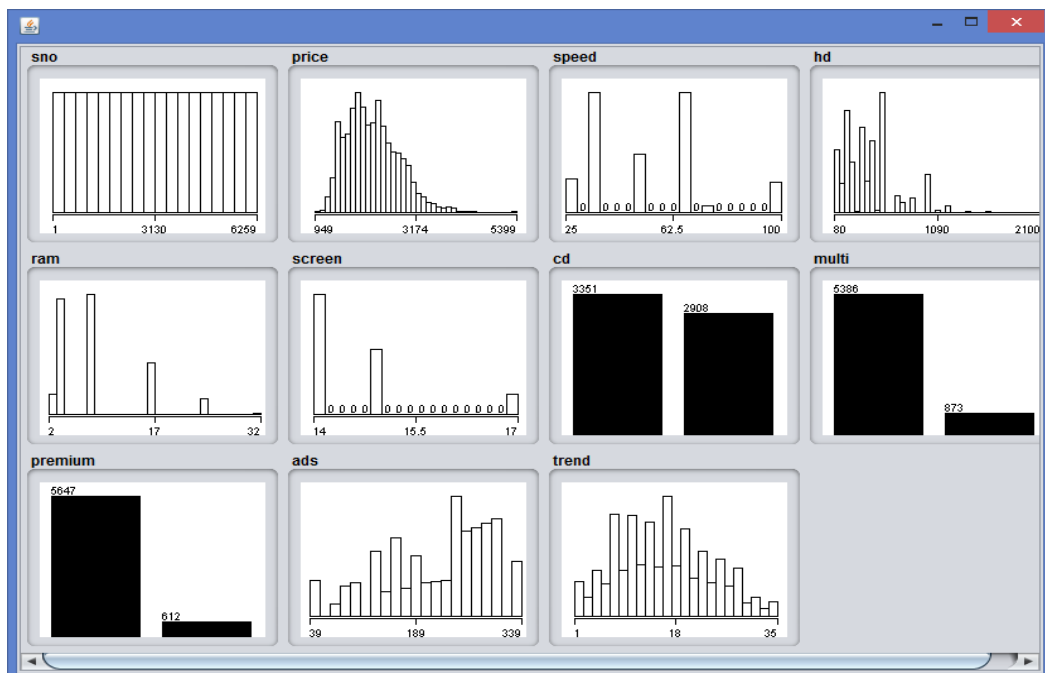 sno price speed hd
0 0 0 0 0 0 0 0 0 0 0 0 0
1 3130 6259 949 3174 5399 25 62.5 100 80 1090 2100
ram screen cd multi
3351 2908 5386
873
0 0 0 0 0 0 0 0 0 0 0 0 0 0 0 0
2 17 32 14 15.5 17
premium ads trend
5647
612
39 189 339 1 18 35